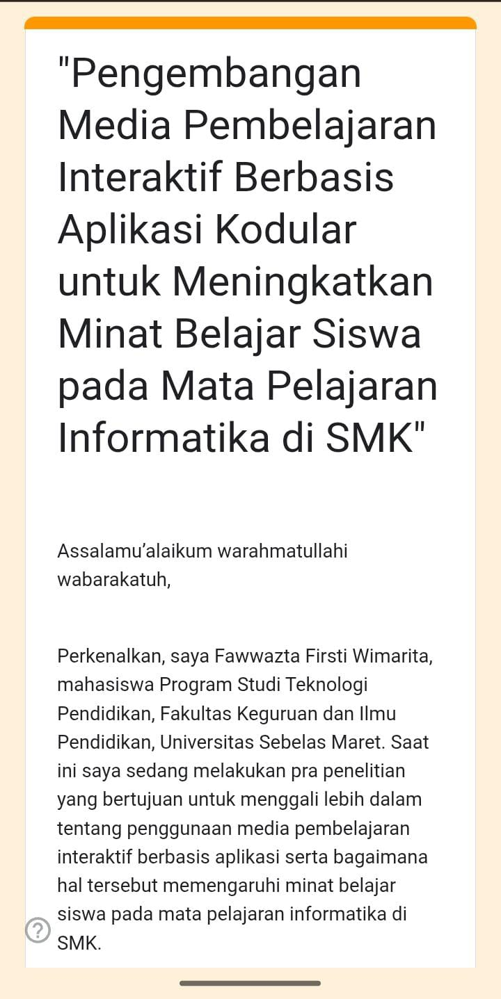 "Pengembangan
Media Pembelajaran
Interaktif Berbasis
Aplikasi Kodular
untuk Meningkatkan
Minat Belajar Siswa
pada Mata Pelajaran
Informatika di SMK"
Assalamu’alaikum warahmatullahi
wabarakatuh,
Perkenalkan, saya Fawwazta Firsti Wimarita,
mahasiswa Program Studi Teknologi
Pendidikan, Fakultas Keguruan dan Ilmu
Pendidikan, Universitas Sebelas Maret. Saat
ini saya sedang melakukan pra penelitian
yang bertujuan untuk menggali lebih dalam
tentang penggunaan media pembelajaran
interaktif berbasis aplikasi serta bagaimana
hal tersebut memengaruhi minat belajar
siswa pada mata pelajaran informatika di
SMK.
?